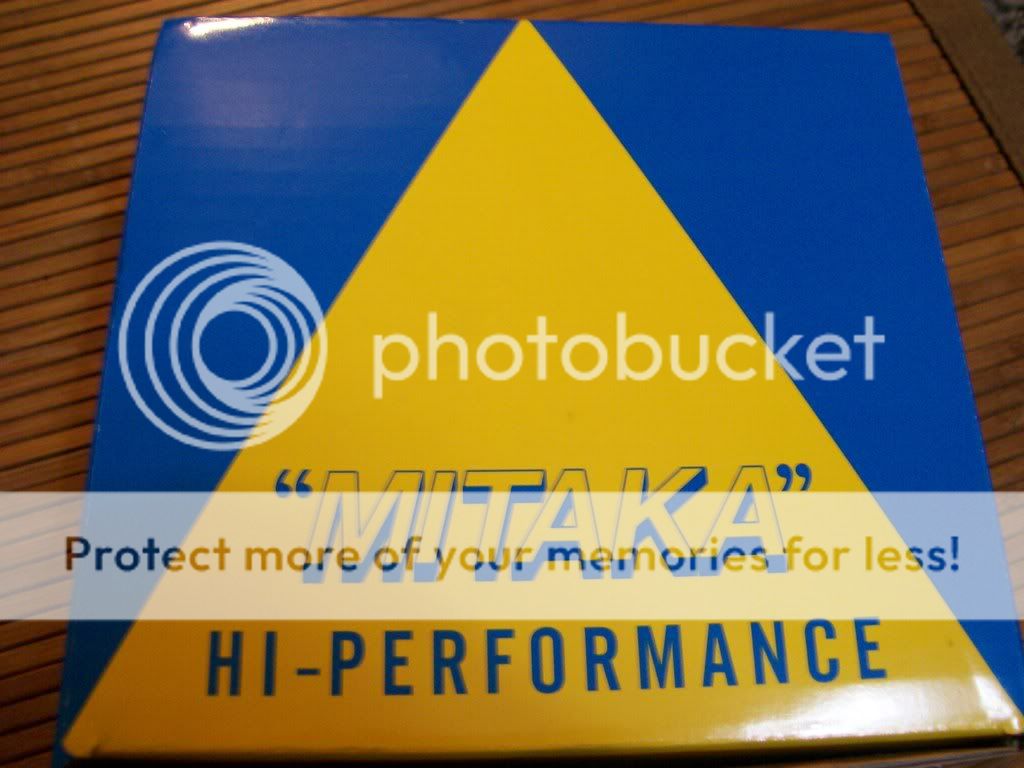 photobucket
“MITAKA”
Protect more of your memories for less!
HI-PERFORMANCE